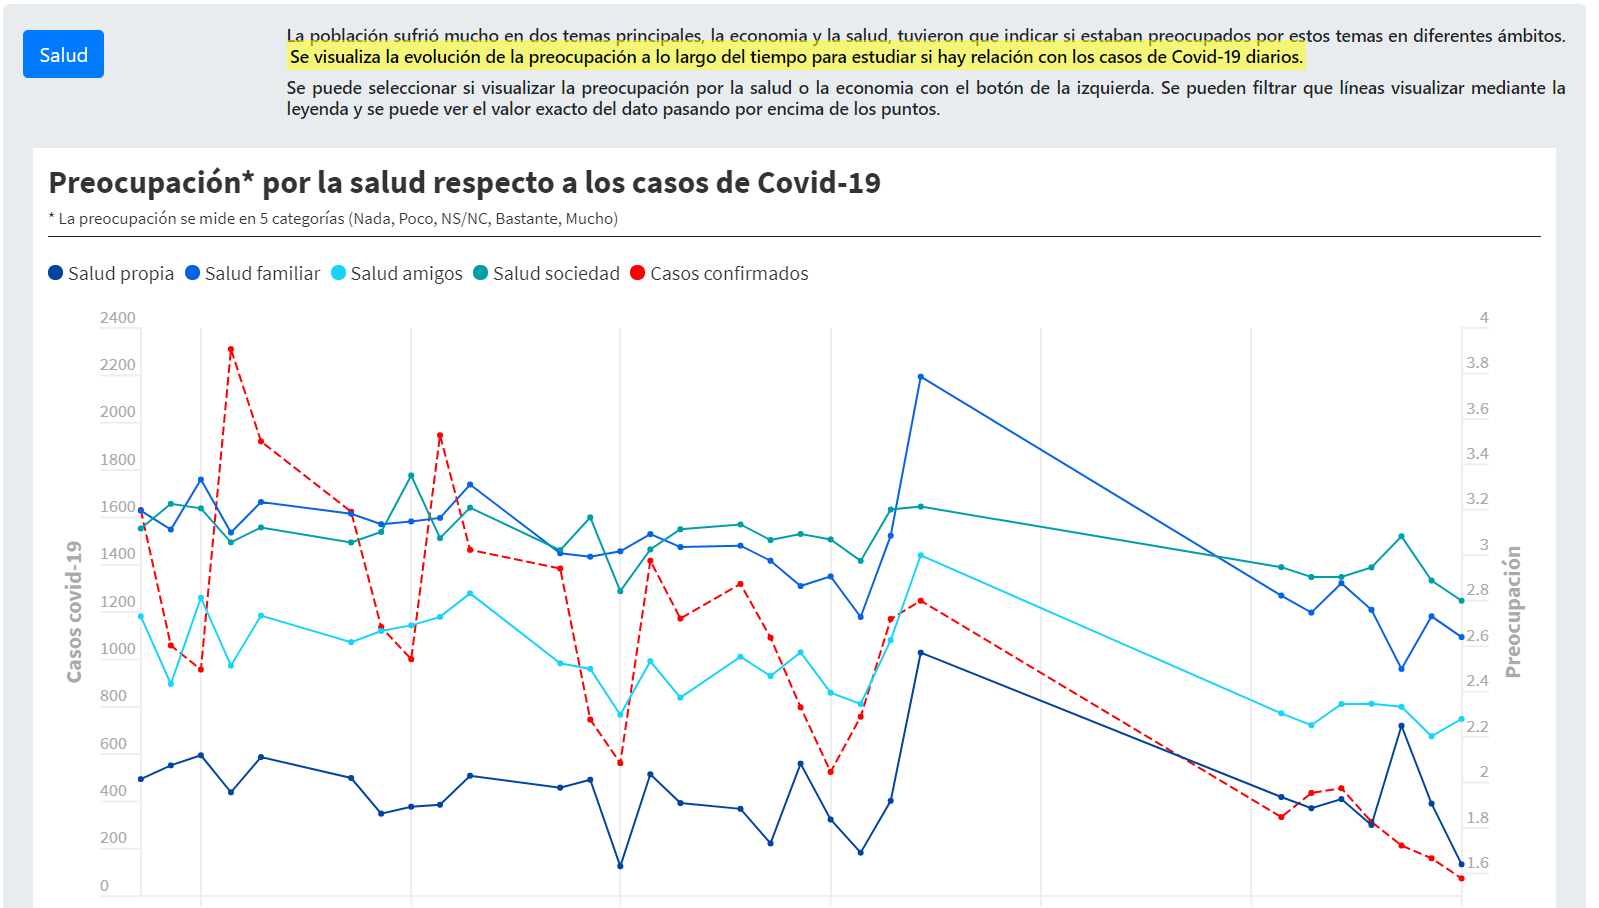 Salud
La población sufrió mucho en dos temas principales, la economia y la salud, tuvieron que indicar si estaban preocupados por estos temas en diferentes ámbitos.
Se visualiza la evolución de la preocupación a lo largo del tiempo para estudiar si hay relación con los casos de Covid-19 diarios.
Se puede seleccionar si visualizar la preocupación por la salud o la economia con el botón de la izquierda. Se pueden filtrar que líneas visualizar mediante la
leyenda y se puede ver el valor exacto del dato pasando por encima de los puntos.
Preocupación* por la salud respecto a los casos de Covid-19
* La preocupación se mide en 5 categorías (Nada, Poco, NS/NC, Bastante, Mucho)
Salud propia Salud familiar Salud amigos Salud sociedad Casos confirmados
2400
2200
2000
1800
1600
1400
1200
1000
800
600
400
200
0
Casos covid-19
4
3.8
3.6
3.4
3.2
3
2.8
2.6
2.4
2.2
2
1.8
1.6
Preocupación